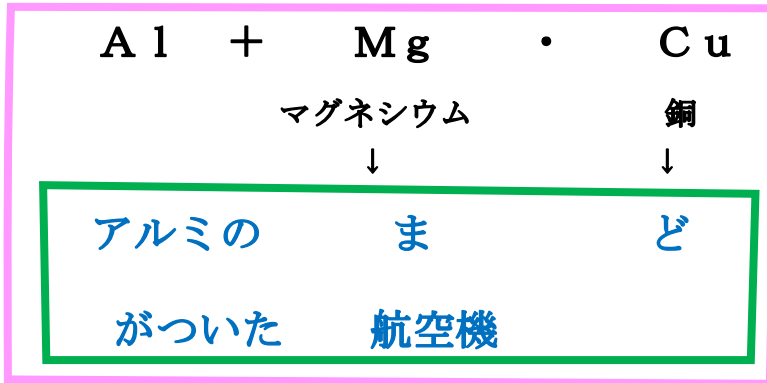 Ａｌ ＋ Ｍｇ ・ Ｃｕ
マグネシウム 銅
↓ ↓
アルミの ま ど
がついた 航空機